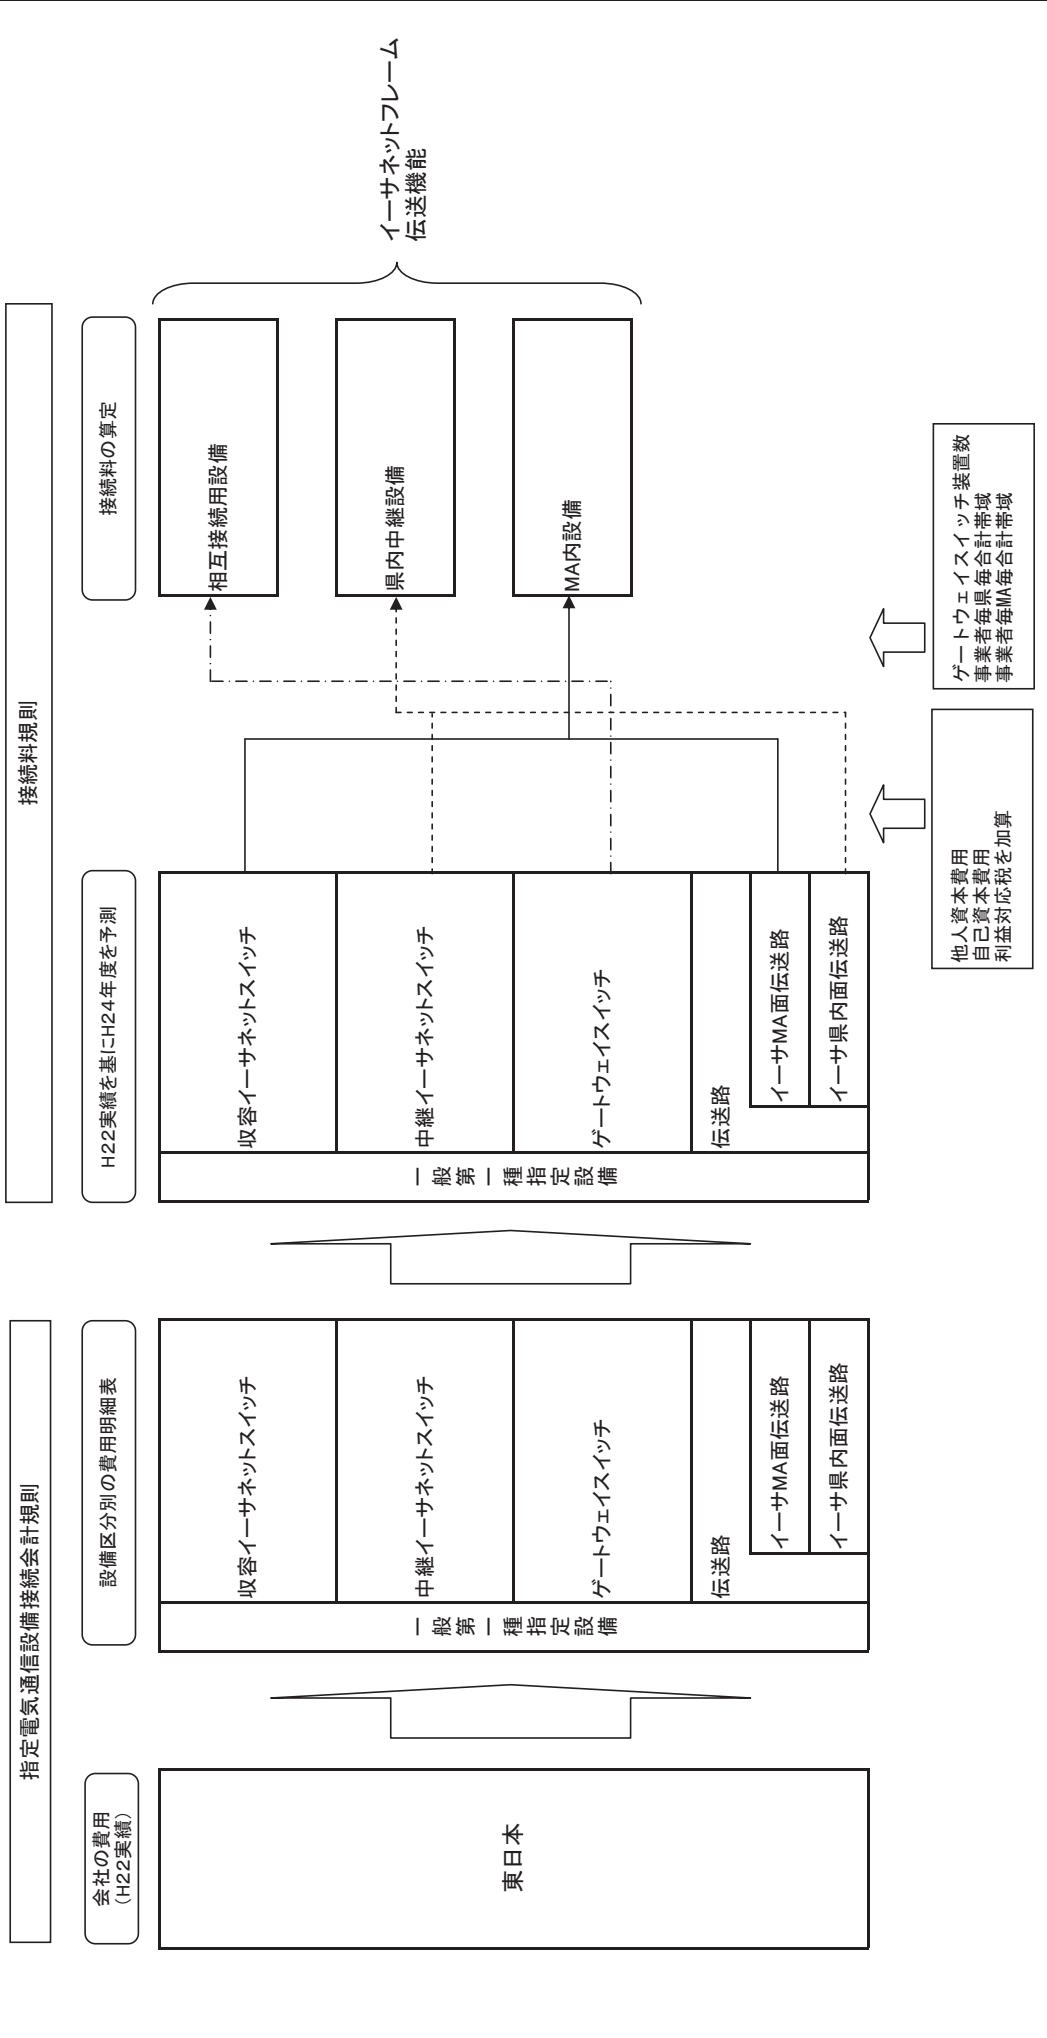 指定電気通信設備接続会計規則
接続料規則
会社の費用
（H22実績）
設備区分別の費用明細表
H22実績を基にH24年度を予測
接続料の算定
東日本
一般第一種指定設備
収容イーサネットスイッチ
中継イーサネットスイッチ
ゲートウェイスイッチ
伝送路
イーサMA面伝送路
イーサ県内面伝送路
一般第一種指定設備
収容イーサネットスイッチ
中継イーサネットスイッチ
ゲートウェイスイッチ
伝送路
イーサMA面伝送路
イーサ県内面伝送路
相互接続用設備
県内中継設備
MA内設備
イーサネットフレーム
伝送機能
他人資本費用
自己資本費用
利益対応税を加算
ゲートウェイスイッチ装置数
事業者毎県毎合計帯域
事業者毎MA毎合計帯域